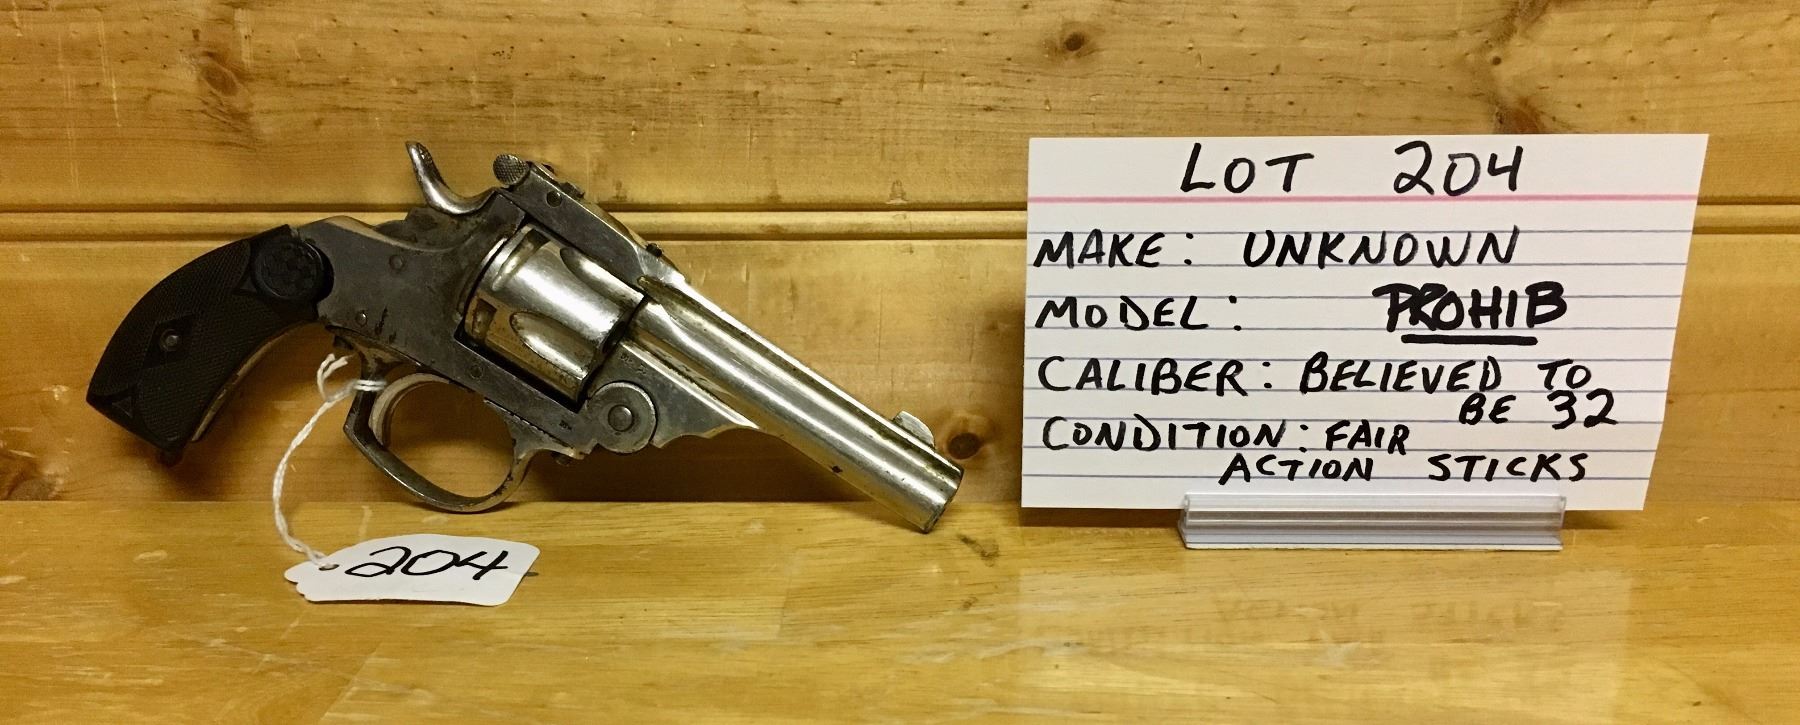 LOT 204
MAKE: UNKNOWN
MODEL: PROHIB
CALIBER: BELIEVED TO
BE 32
CONDITION: FAIR
ACTION STICKS
204